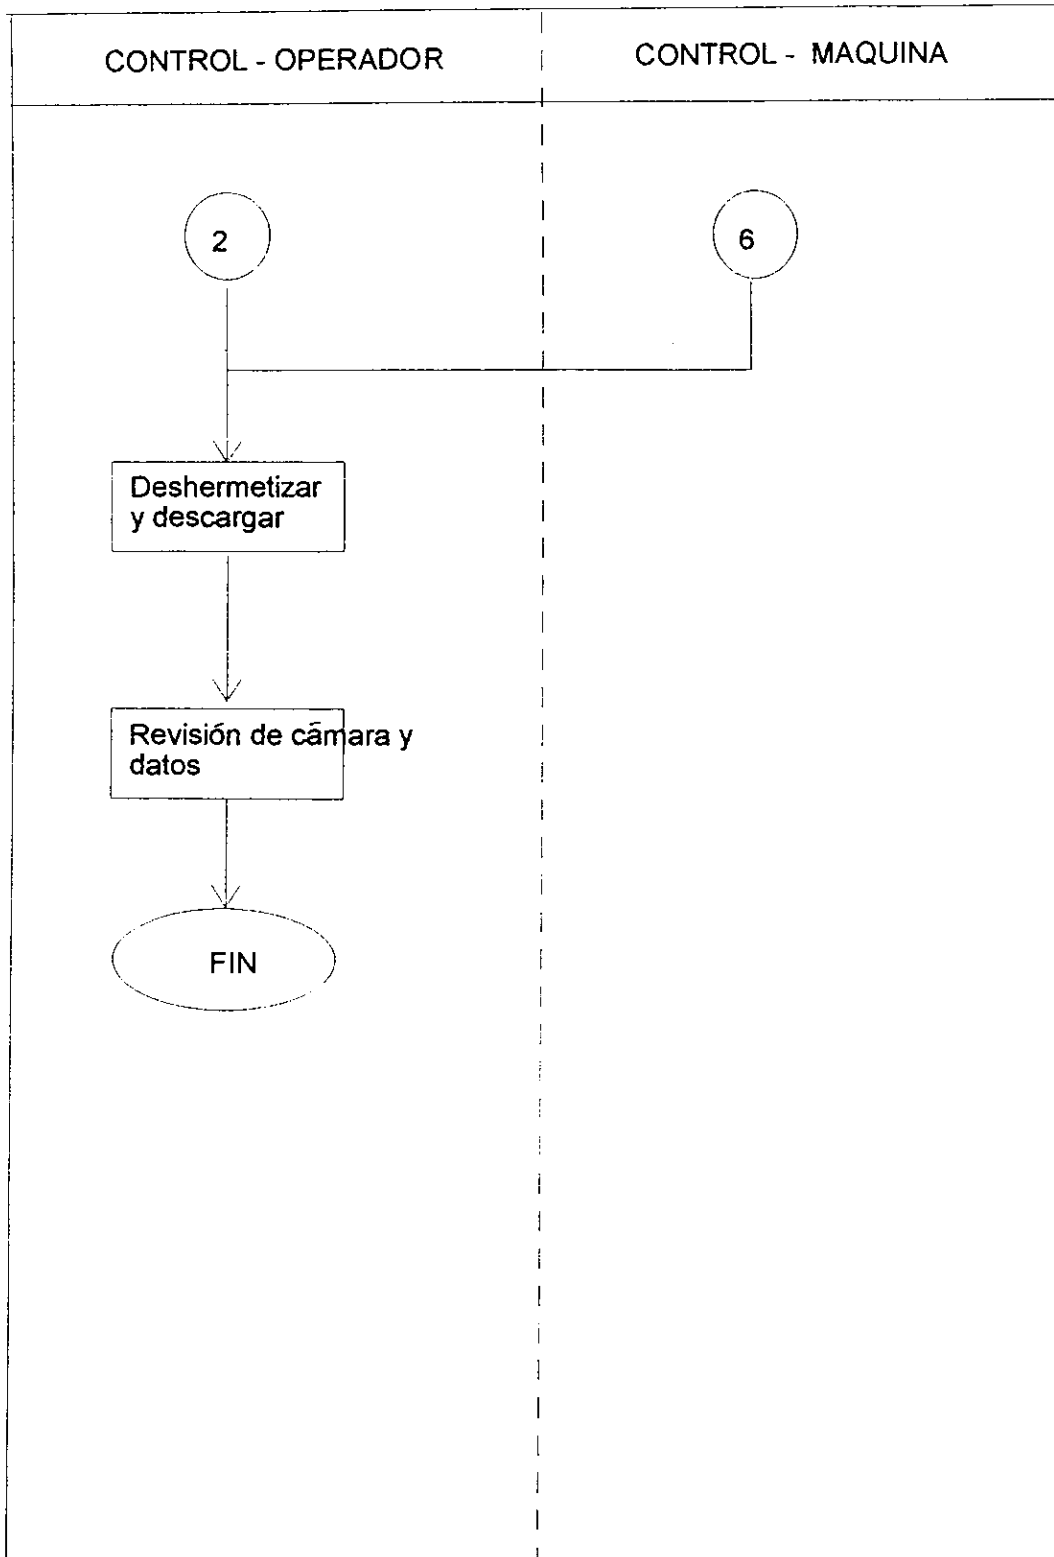 CONTROL - OPERADOR
CONTROL - MAQUINA
2
6
Deshermetizar
y descargar
Revisión de cámara y
datos
FIN